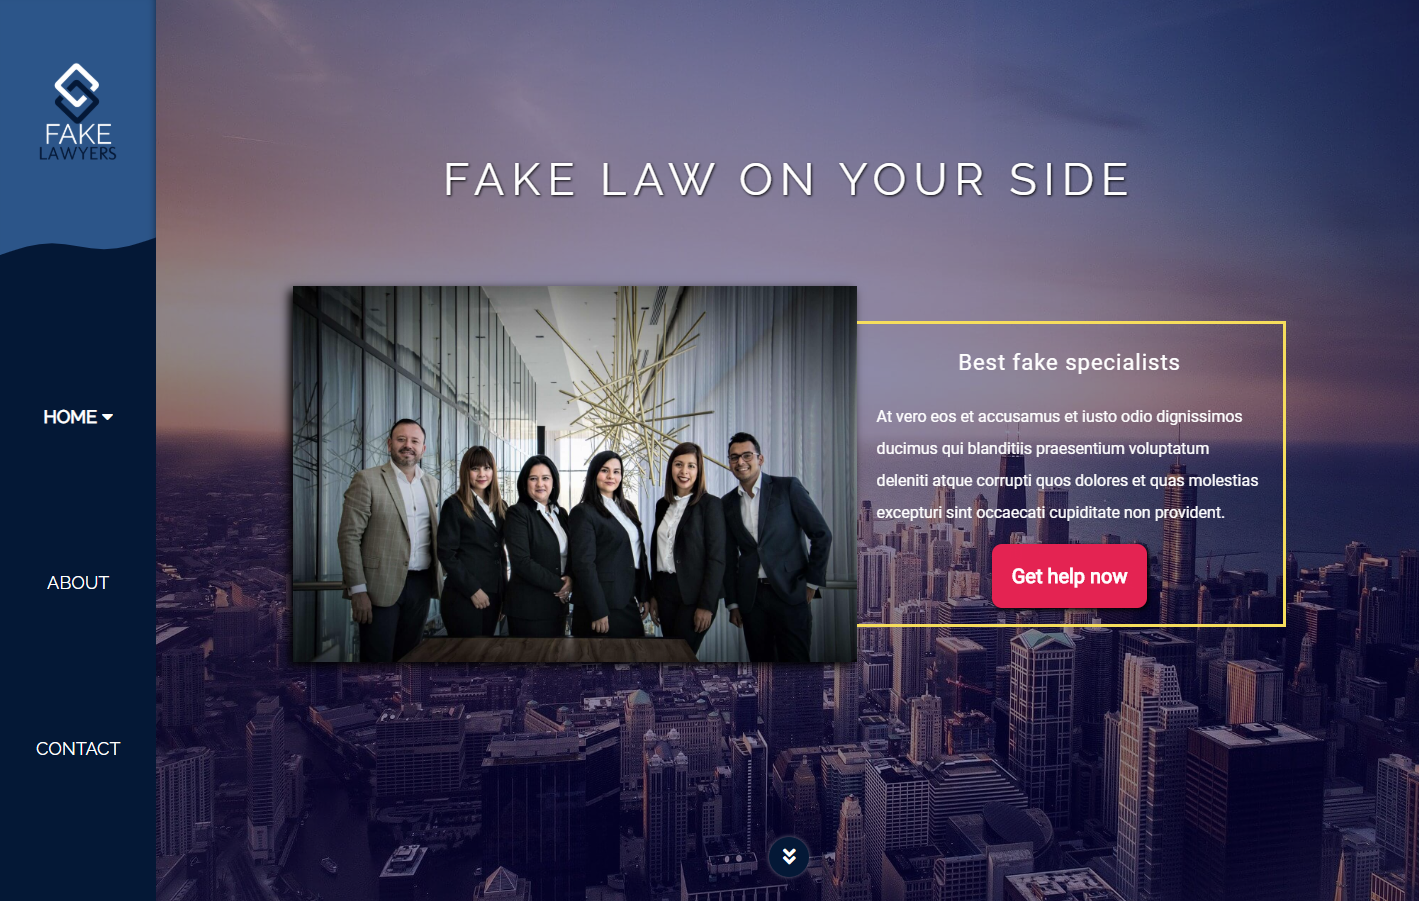 FAKE
LAWYERS
HOME
ABOUT
CONTACT
FAKE LAW ON YOUR SIDE
Best fake specialists
At vero eos et accusamus et iusto odio dignissimos
ducimus qui blanditiis praesentium voluptatum
deleniti atque corrupti quos dolores et quas molestias
excepturi sint occaecati cupiditate non provident.
Get help now